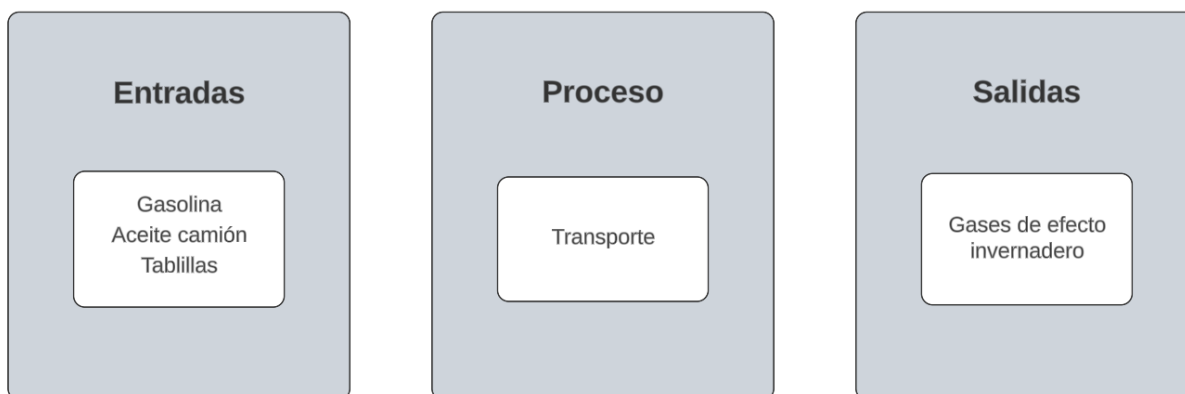 Entradas
Gasolina
Aceite camión
Tablillas
Proceso
Transporte
Salidas
Gases de efecto
invernadero